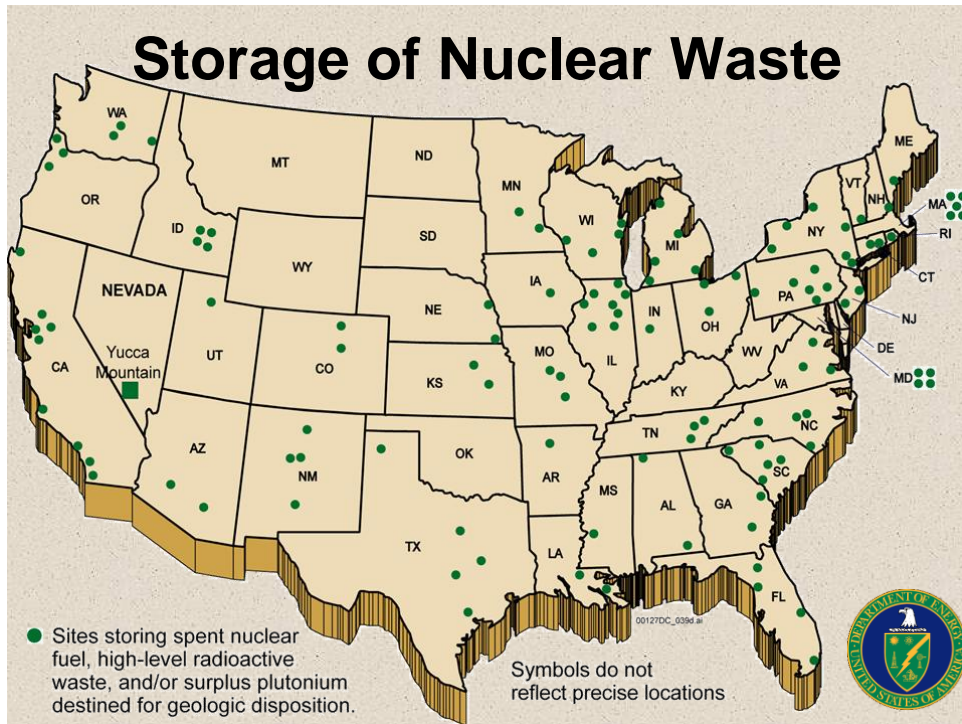 Storage of Nuclear Waste
WA
MT
ND
MN
ME
VT
NH
MA
OR
ID
SD
WI
MI
NY
RI
CT
WY
IA
NEVADA
NE
PA
NJ
IN
OH
IL
UT
CO
MO
WV
DE
MD
CA
Yucca
Mountain
KS
KY
VA
AZ
NM
OK
TN
NC
AR
SC
MS
AL
GA
TX
LA
FL
00127DC_039d.ai
Sites storing spent nuclear
fuel, high-level radioactive
waste, and/or surplus plutonium
destined for geologic disposition.
Symbols do not
reflect precise locations
DEPARTMENT OF ENERGY
UNITED STATES OF AMERICA